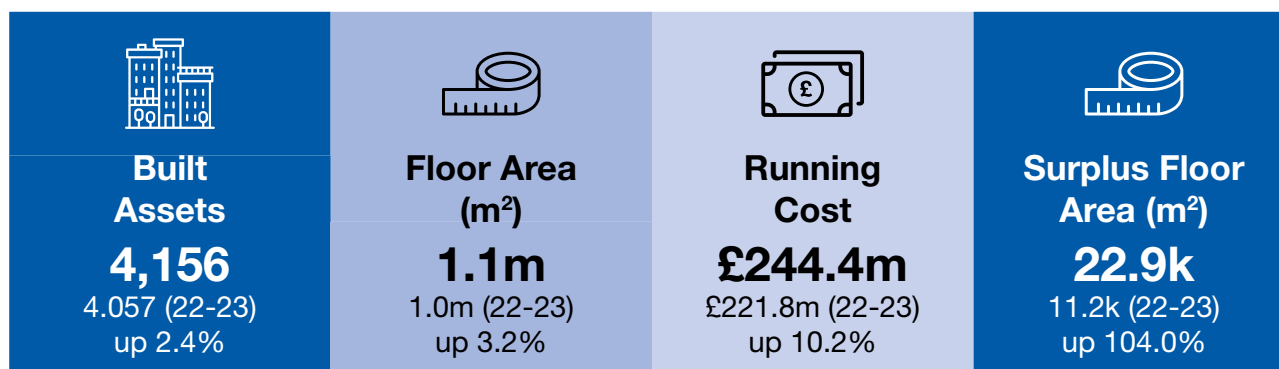 Built
Assets
4,156
4.057 (22-23)
up 2.4%
Floor Area
(m²)
1.1m
1.0m (22-23)
up 3.2%
£
Running
Cost
£244.4m
£221.8m (22-23)
up 10.2%
Surplus Floor
Area (m²)
22.9k
11.2k (22-23)
up 104.0%